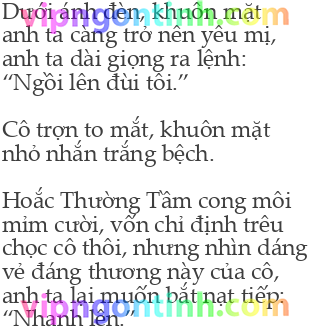 Dưới ánh đèn, khuôn mặt
anh ta càng trở nên yêu mị,
anh ta dài giọng ra lệnh:
“Ngồi lên đùi tôi.”
Cô trợn to mắt, khuôn mặt
nhỏ nhắn trắng bệch.
Hoắc Thường Tầm cong môi
mỉm cười, vốn chỉ định trêu
chọc cô thôi, nhưng nhìn dáng
vẻ đáng thương này của cô,
anh ta lại muốn bắt nạt tiếp:
“Nhanh lên.”
vipngontinh.com
vipngontinh.com